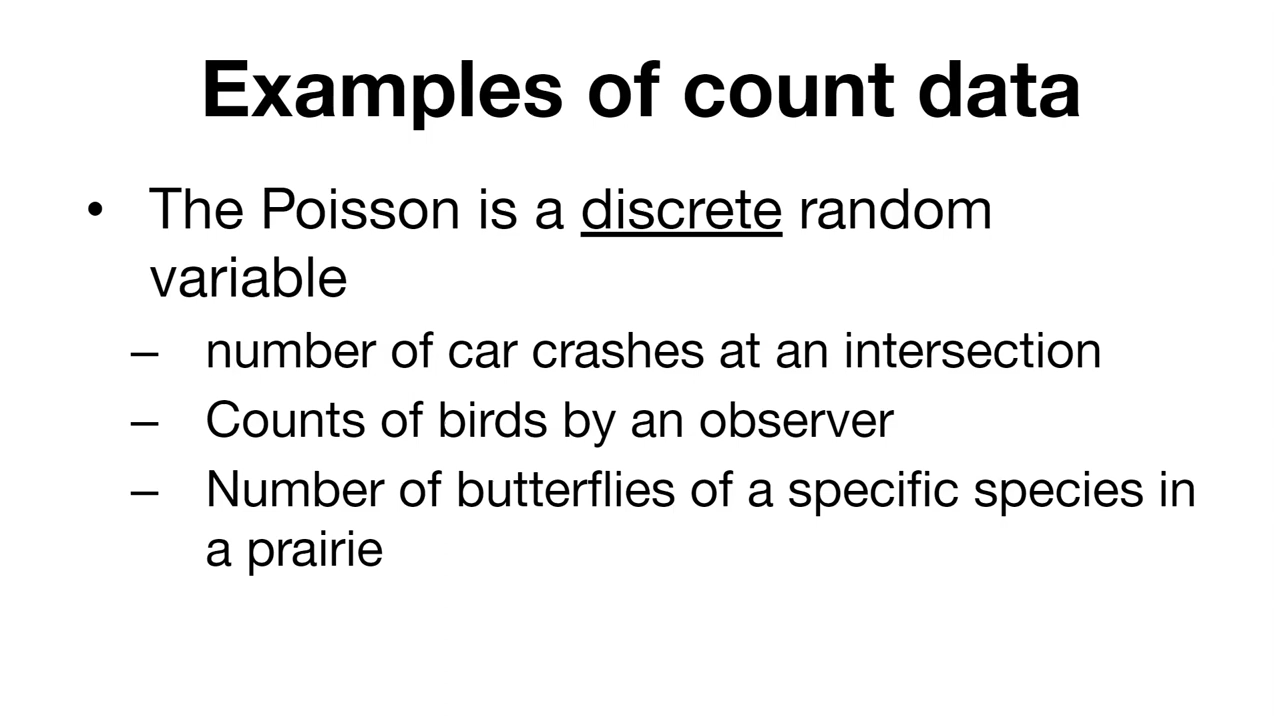 Examples of count data
• The Poisson is a discrete random
variable
– number of car crashes at an intersection
– Counts of birds by an observer
– Number of butterflies of a specific species in
a prairie